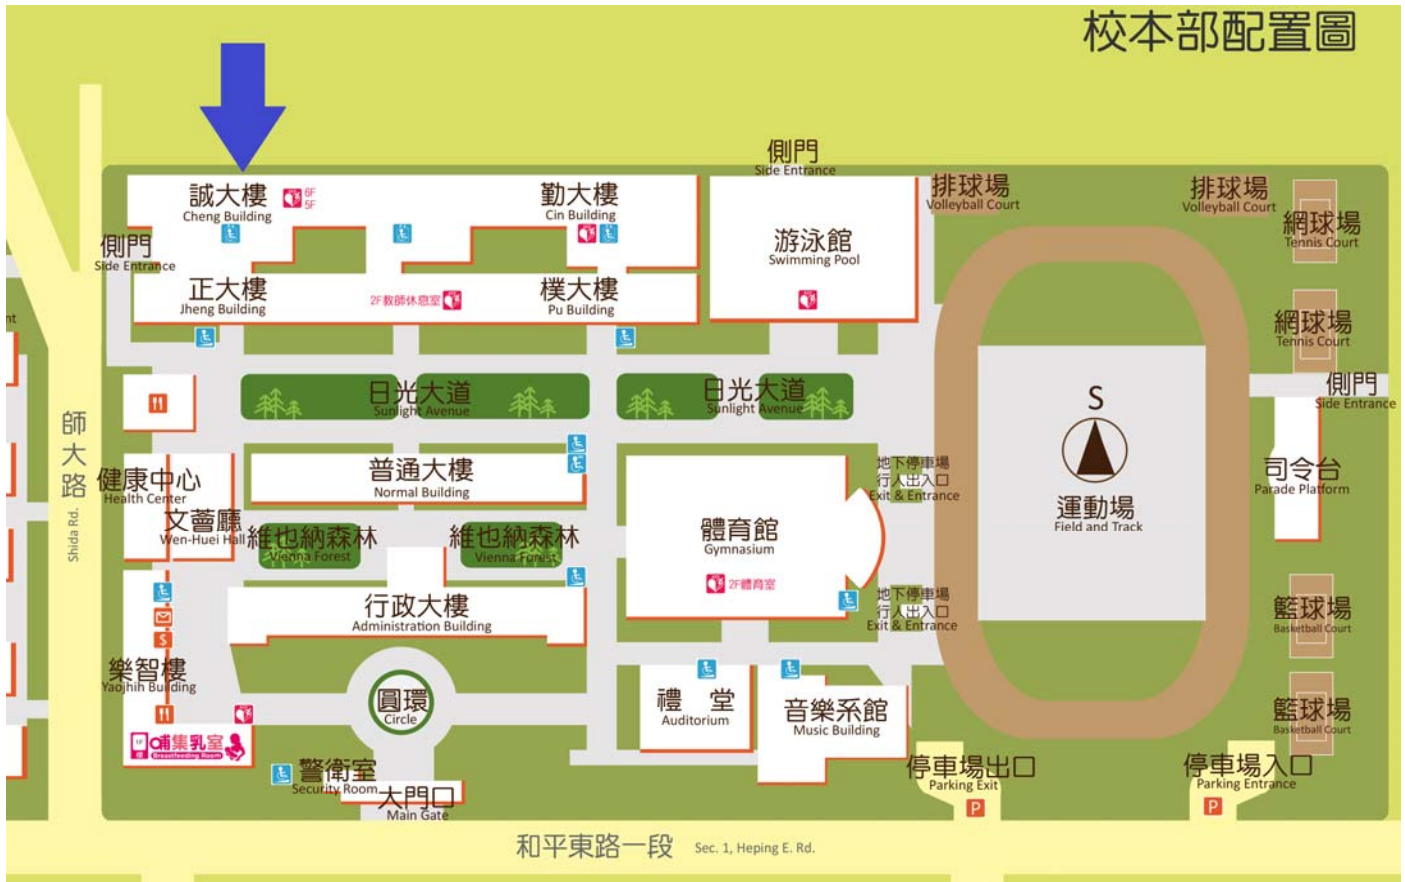 校本部配置圖
側門
Side Entrance
誠大樓
Cheng Building
6F
5F
勤大樓
Cin Building
排球場
Volleyball Court
排球場
Volleyball Court
網球場
Tennis Court
側門
Side Entrance
游泳館
Swimming Pool
正大樓
Jheng Building
2F教師休息室
樸大樓
Pu Building
nt
網球場
Tennis Court
日光大道
Sunlight Avenue
日光大道
Sunlight Avenue
側門
Side Entrance
S
師大路
Shida Rd.
健康中心
Health Center
普通大樓
Normal Building
地下停車場
行人出入口
Exit & Entrance
運動場
Field and Track
司令台
Parade Platform
文薈廳
Wen-Huei Hall
維也納森林
Vienna Forest
維也納森林
Vienna Forest
體育館
Gymnasium
2F體育室
行政大樓
Administration Building
地下停車場
行人出入口
Exit & Entrance
籃球場
Basketball Court
$
樂智樓
Yaojhih Building
圓環
Circle
禮 堂
Auditorium
音樂系館
Music Building
籃球場
Basketball Court
1F
哺集乳室
Breastfeeding Room
警衛室
Security Room
大門口
Main Gate
停車場出口
Parking Exit
P
停車場入口
Parking Entrance
P
和平東路一段 Sec. 1, Heping E. Rd.